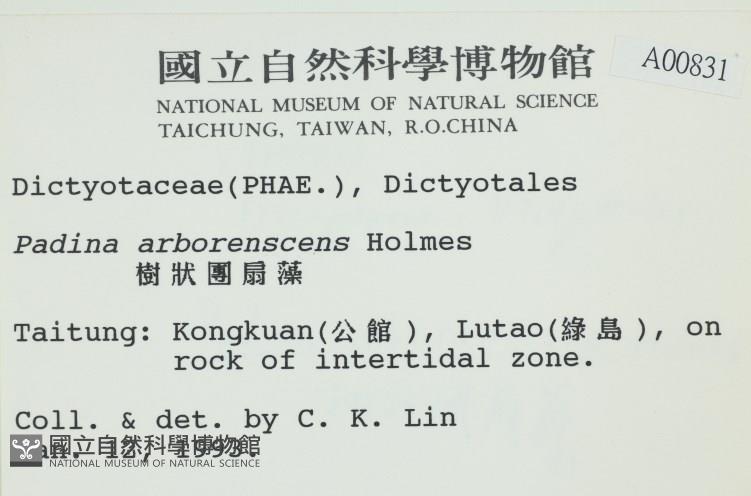 國立自然科學博物館
A00831
NATIONAL MUSEUM OF NATURAL SCIENCE
TAICHUNG, TAIWAN, R.O.CHINA
Dictyotaceae(PHAE.), Dictyotales
Padina arborenscens Holmes
樹狀團扇藻
Taitung: Kongkuan(公館), Lutao(綠島), on
rock of intertidal zone.
Coll. & det. by C. K. Lin
12, 1993.
國立自然科學博物館
NATIONAL MUSEUM OF NATURAL SCIENCE